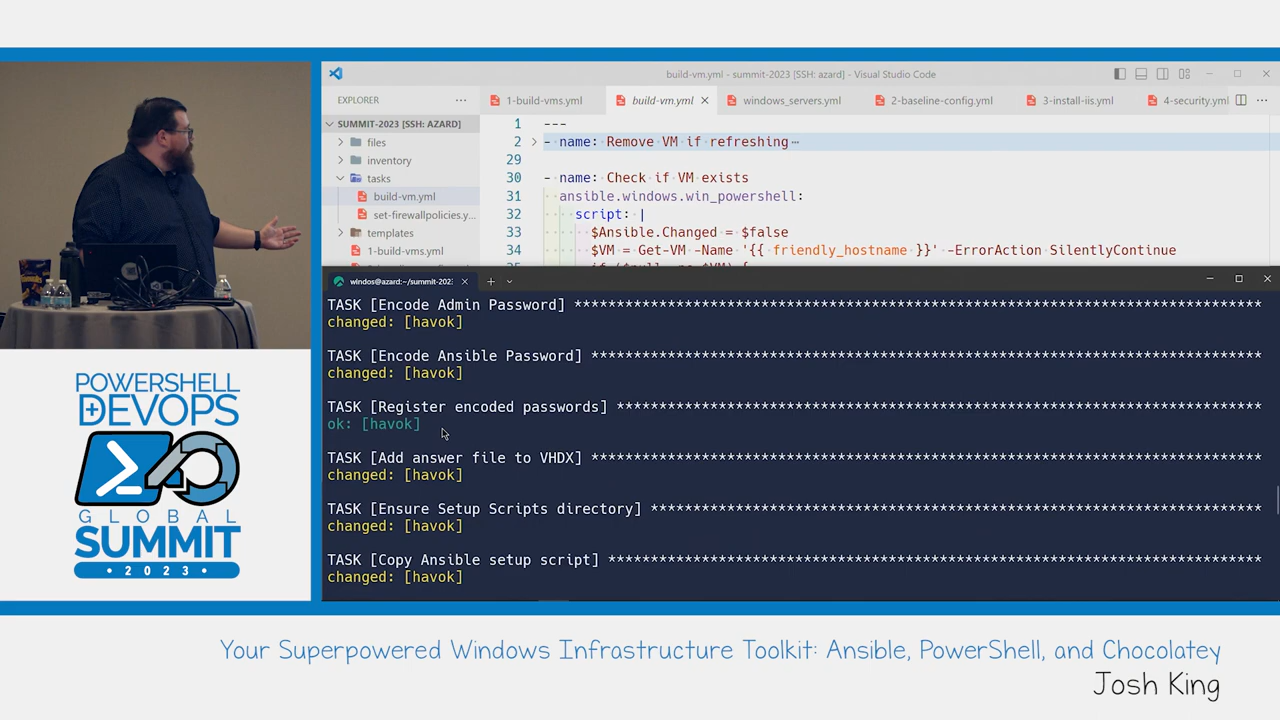 build-vm.yml - summit-2023 [SSH: azard] - Visual Studio Code
EXPLORER
1-build-vms.yml
build-vm.yml
windows_servers.yml
2-baseline-config.yml
3-install-iis.yml
4-security.yml
SUMMIT-2023 [SSH: AZARD]
files
inventory
tasks
build-vm.yml
set-firewallpolicies.y...
templates
1-build-vms.yml
1 ---
2 - name: Remove VM if refreshing
29
30 - name: Check if VM exists
31 ansible.windows.win_powershell:
32 script: |
33 $Ansible.Changed = $false
34 $VM = Get-VM -Name '{{ friendly_hostname }}' -ErrorAction SilentlyContinue
windos@azard:~/summit-202
TASK [Encode Admin Password] *********************************************************************************
changed: [havok]
TASK [Encode Ansible Password] *******************************************************************************
changed: [havok]
TASK [Register encoded passwords] ****************************************************************************
ok: [havok]
TASK [Add answer file to VHDX] *******************************************************************************
changed: [havok]
TASK [Ensure Setup Scripts directory] ************************************************************************
changed: [havok]
TASK [Copy Ansible setup script] *****************************************************************************
changed: [havok]
POWERSHELL
+DEVOPS
GLOBAL
SUMMIT
• 2023 •
Your Superpowered Windows Infrastructure Toolkit: Ansible, PowerShell, and Chocolatey
Josh King